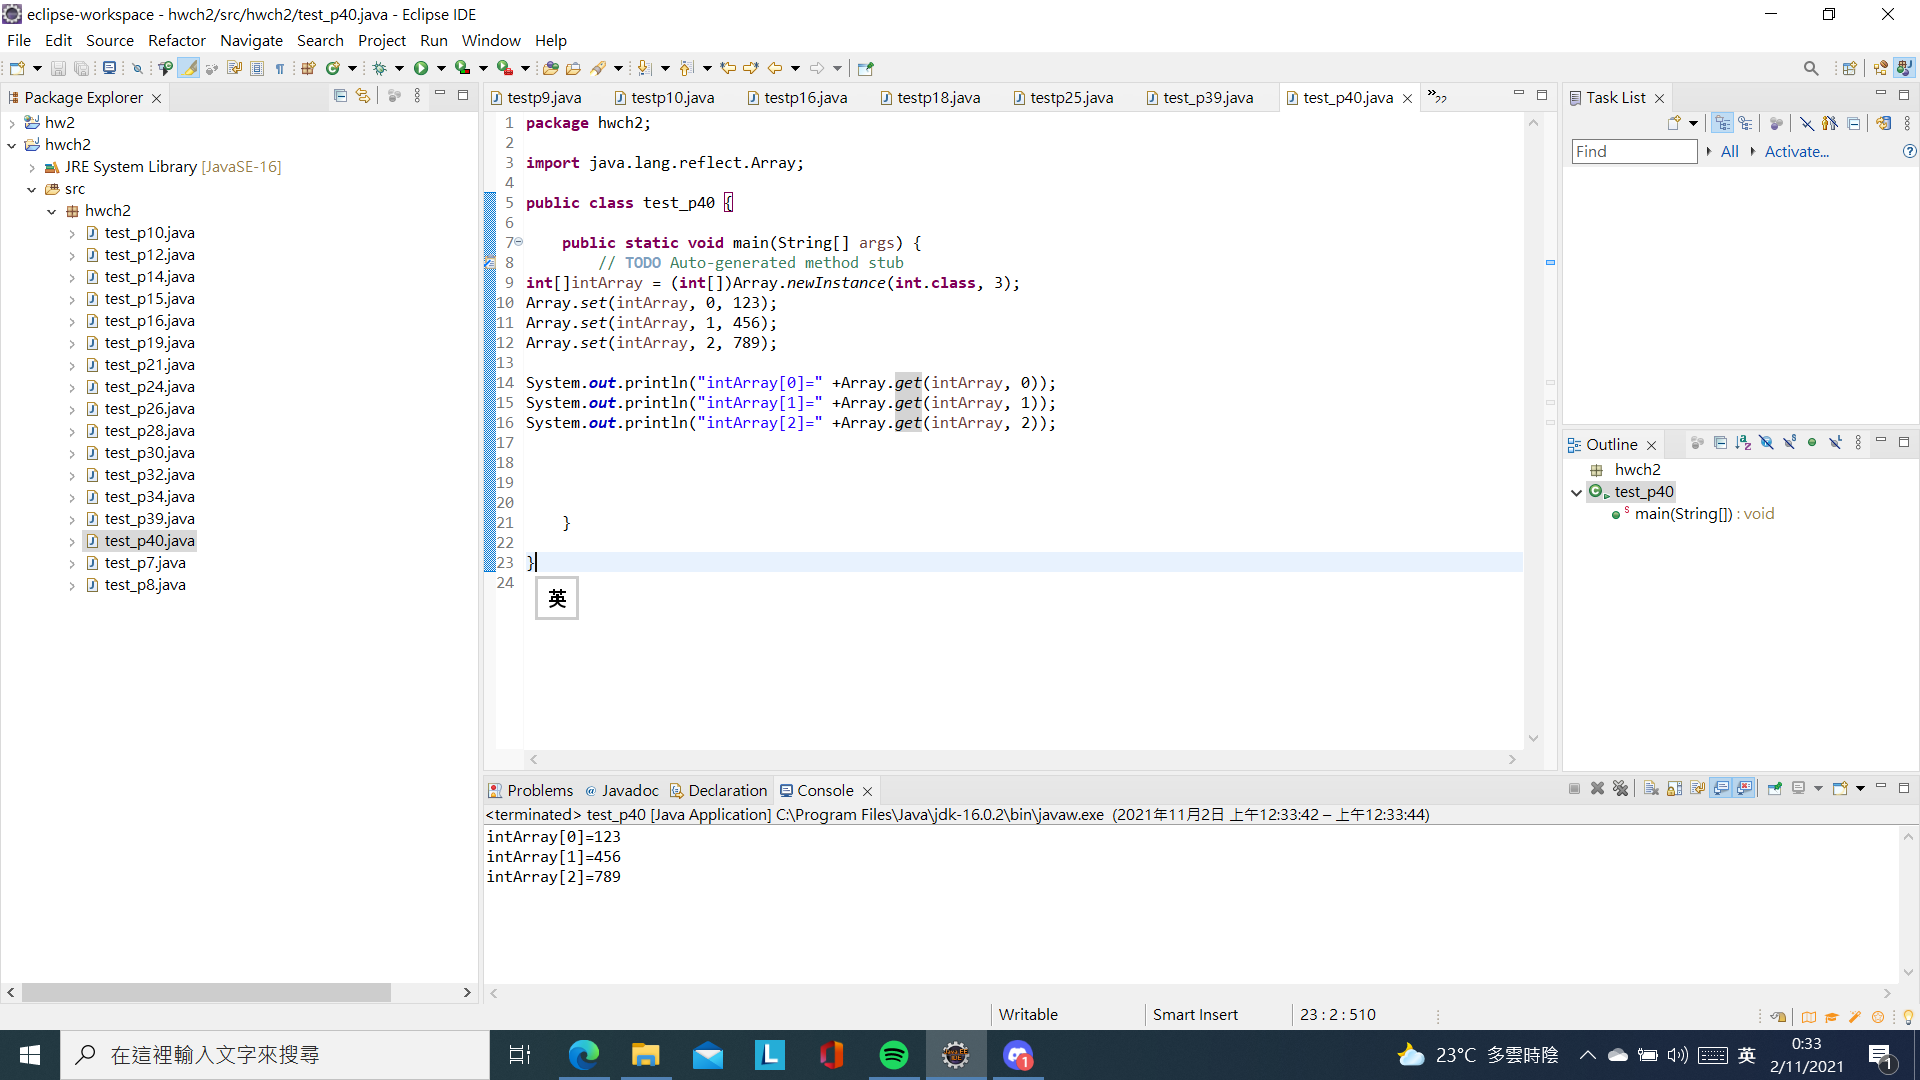 eclipse-workspace - hwch2/src/hwch2/test_p40.java - Eclipse IDE
File Edit Source Refactor Navigate Search Project Run Window Help
Package Explorer
hw2
hwch2
JRE System Library [JavaSE-16]
src
hwch2
test_p10.java
test_p12.java
test_p14.java
test_p15.java
test_p16.java
test_p19.java
test_p21.java
test_p24.java
test_p26.java
test_p28.java
test_p30.java
test_p32.java
test_p34.java
test_p39.java
test_p40.java
test_p7.java
test_p8.java
testp9.java testp10.java testp16.java testp18.java testp25.java test_p39.java test_p40.java »22
1 package hwch2;
2
3 import java.lang.reflect.Array;
4
5 public class test_p40 {
6
7 public static void main(String[] args) {
8 // TODO Auto-generated method stub
9 int[]intArray = (int[])Array.newInstance(int.class, 3);
10 Array.set(intArray, 0, 123);
11 Array.set(intArray, 1, 456);
12 Array.set(intArray, 2, 789);
13
14 System.out.println("intArray[0]=" +Array.get(intArray, 0));
15 System.out.println("intArray[1]=" +Array.get(intArray, 1));
16 System.out.println("intArray[2]=" +Array.get(intArray, 2));
17
18
19
20
21 }
22
23 }
24
英
Task List
Find All Activate...
Outline
hwch2
test_p40
main(String[]) : void
Problems @ Javadoc Declaration Console
<terminated> test_p40 [Java Application] C:\Program Files\Java\jdk-16.0.2\bin\javaw.exe (2021年11月2日 上午12:33:42 – 上午12:33:44)
intArray[0]=123
intArray[1]=456
intArray[2]=789
Writable Smart Insert 23 : 2 : 510
在這裡輸入文字來搜尋
23°C 多雲時陰 英
0:33
2/11/2021
1
1